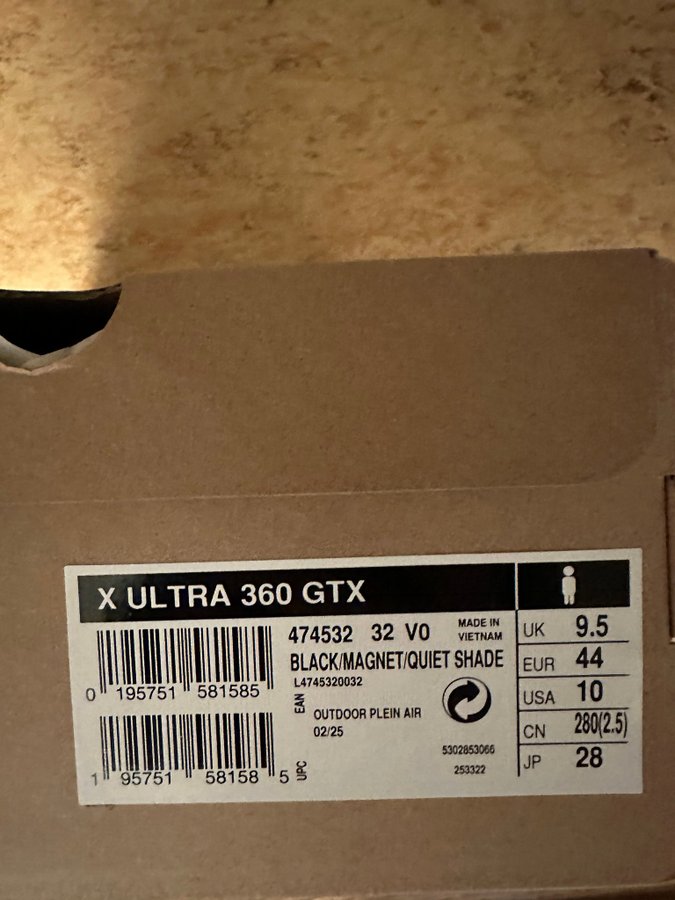 X ULTRA 360 GTX
474532 32 V0
MADE IN
VIETNAM
BLACK/MAGNET/QUIET SHADE
L4745320032
0 195751 581585
EAN
OUTDOOR PLEIN AIR
02/25
1 95751 58158 5
UPC
5302853066
253322
UK 9.5
EUR 44
USA 10
CN 280(2.5)
JP 28